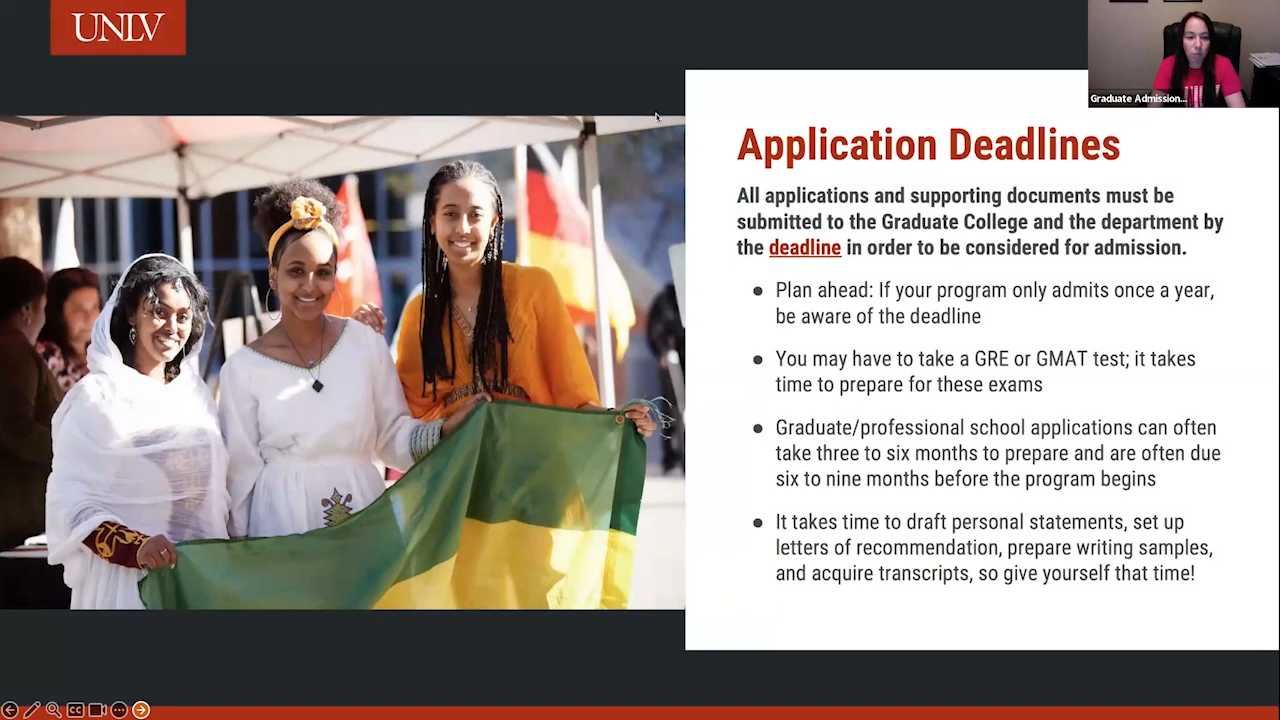 UNLV
Graduate Admission...
Application Deadlines
All applications and supporting documents must be
submitted to the Graduate College and the department by
the deadline in order to be considered for admission.
● Plan ahead: If your program only admits once a year,
be aware of the deadline
● You may have to take a GRE or GMAT test; it takes
time to prepare for these exams
● Graduate/professional school applications can often
take three to six months to prepare and are often due
six to nine months before the program begins
● It takes time to draft personal statements, set up
letters of recommendation, prepare writing samples,
and acquire transcripts, so give yourself that time!
CC